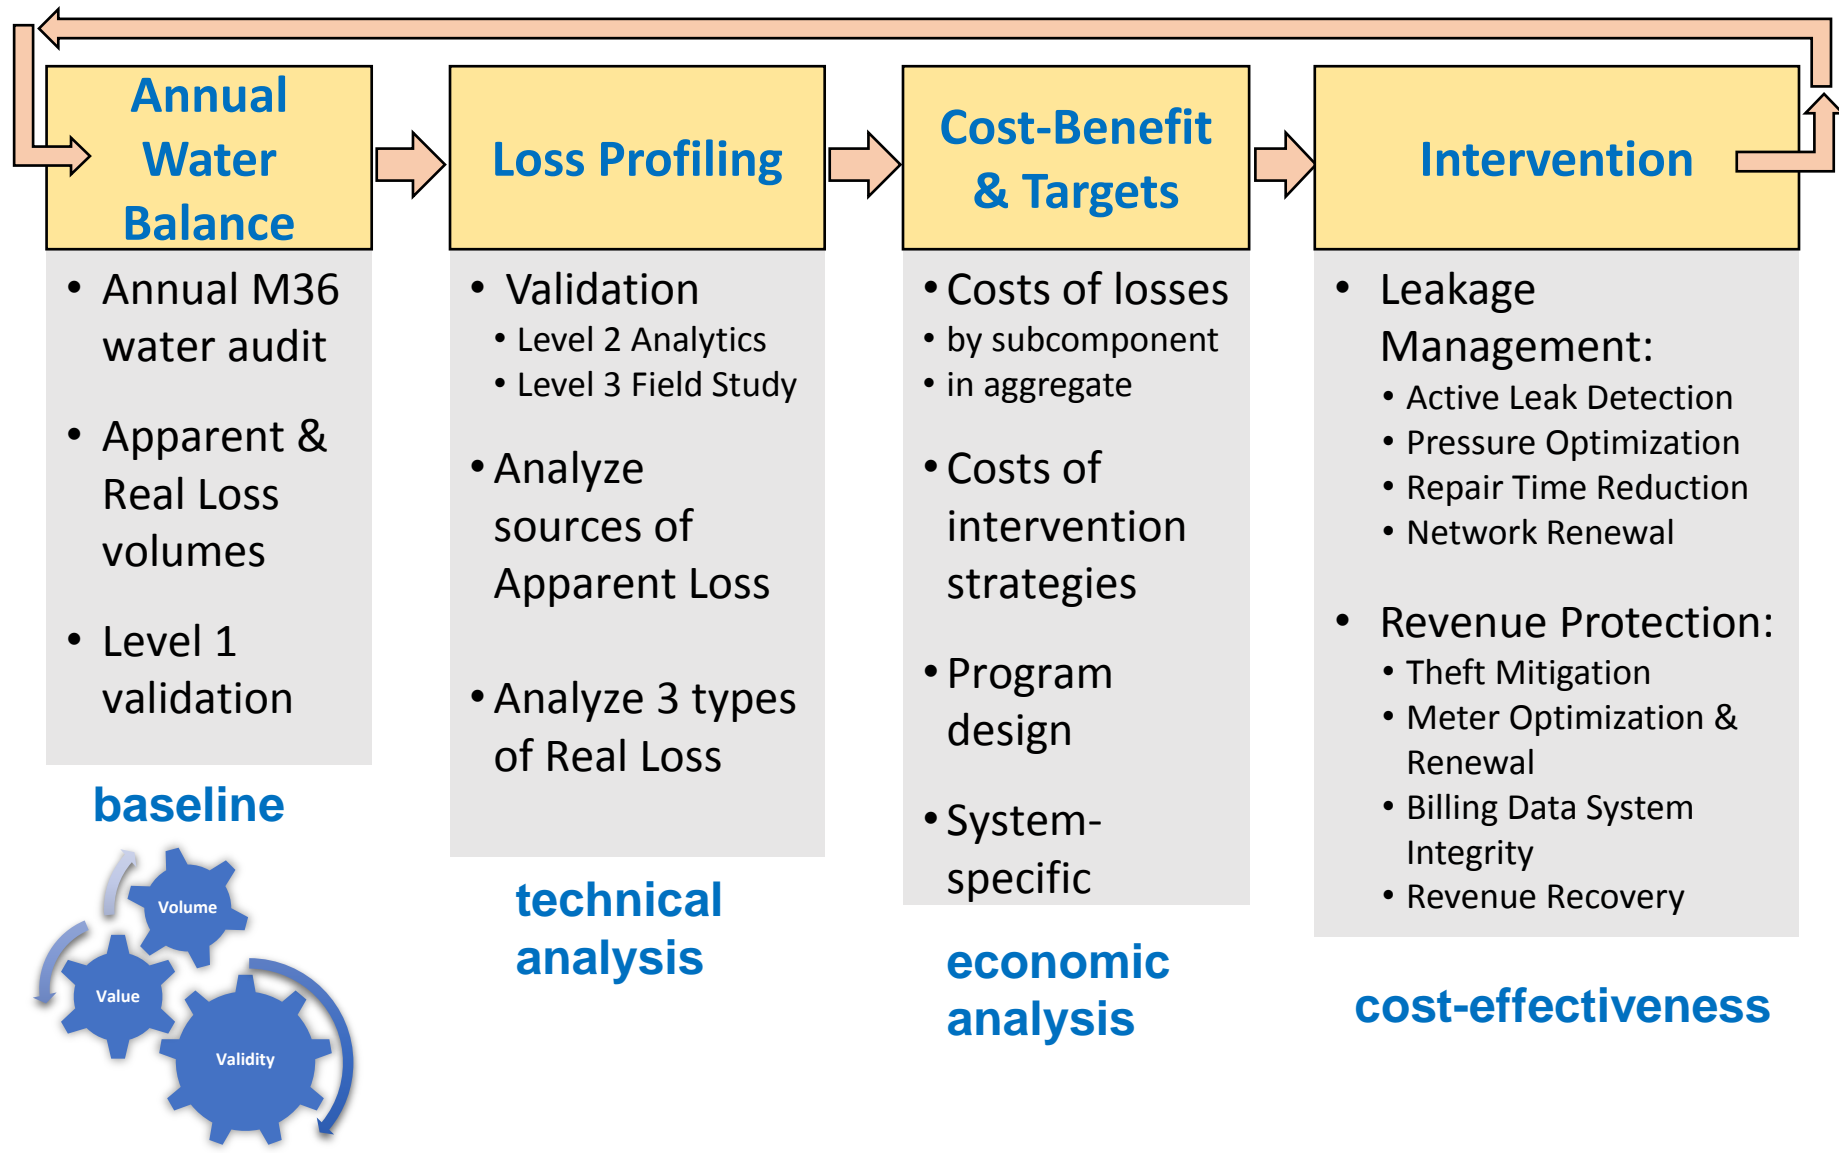 Annual
Water
Balance
• Annual M36
water audit
• Apparent &
Real Loss
volumes
• Level 1
validation
baseline
Volume
Value
Validity
Loss Profiling
• Validation
• Level 2 Analytics
• Level 3 Field Study
• Analyze
sources of
Apparent Loss
• Analyze 3 types
of Real Loss
technical
analysis
Cost-Benefit
& Targets
• Costs of losses
• by subcomponent
• in aggregate
• Costs of
intervention
strategies
• Program
design
• System-
specific
economic
analysis
Intervention
• Leakage
Management:
• Active Leak Detection
• Pressure Optimization
• Repair Time Reduction
• Network Renewal
• Revenue Protection:
• Theft Mitigation
• Meter Optimization &
Renewal
• Billing Data System
Integrity
• Revenue Recovery
cost-effectiveness